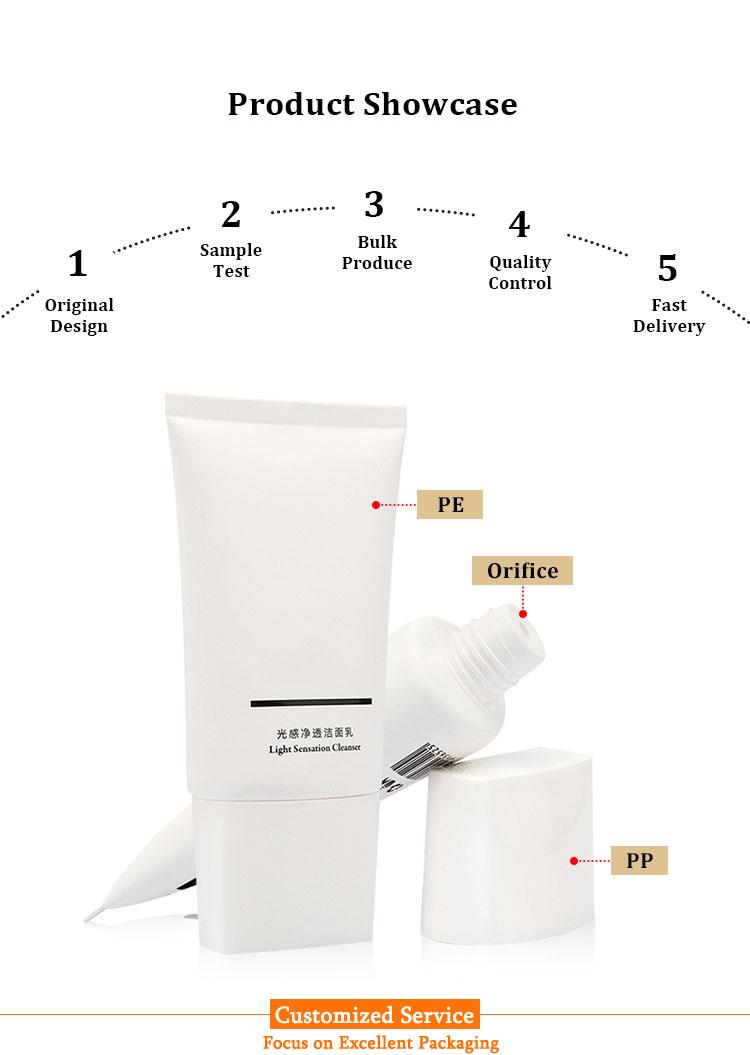 Product Showcase
1
Original
Design
2
Sample
Test
3
Bulk
Produce
4
Quality
Control
5
Fast
Delivery
PE
Orifice
光感净透洁面乳
Light Sensation Cleanser
PP
Customized Service
Focus on Excellent Packaging